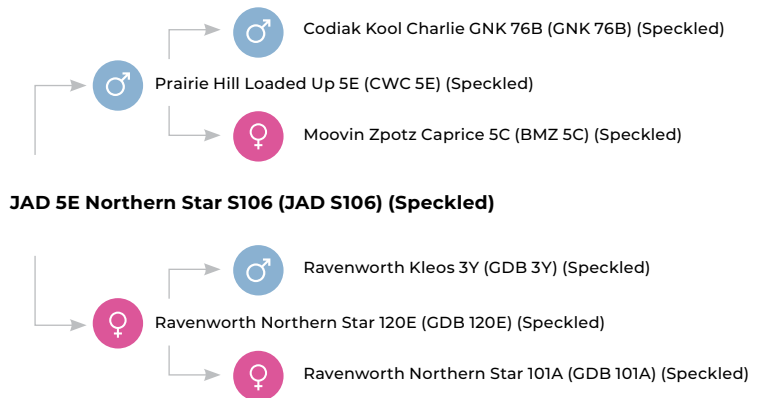 Codiak Kool Charlie GNK 76B (GNK 76B) (Speckled)
Prairie Hill Loaded Up 5E (CWC 5E) (Speckled)
Moovin Zpotz Caprice 5C (BMZ 5C) (Speckled)
JAD 5E Northern Star S106 (JAD S106) (Speckled)
Ravenworth Kleos 3Y (GDB 3Y) (Speckled)
Ravenworth Northern Star 120E (GDB 120E) (Speckled)
Ravenworth Northern Star 101A (GDB 101A) (Speckled)